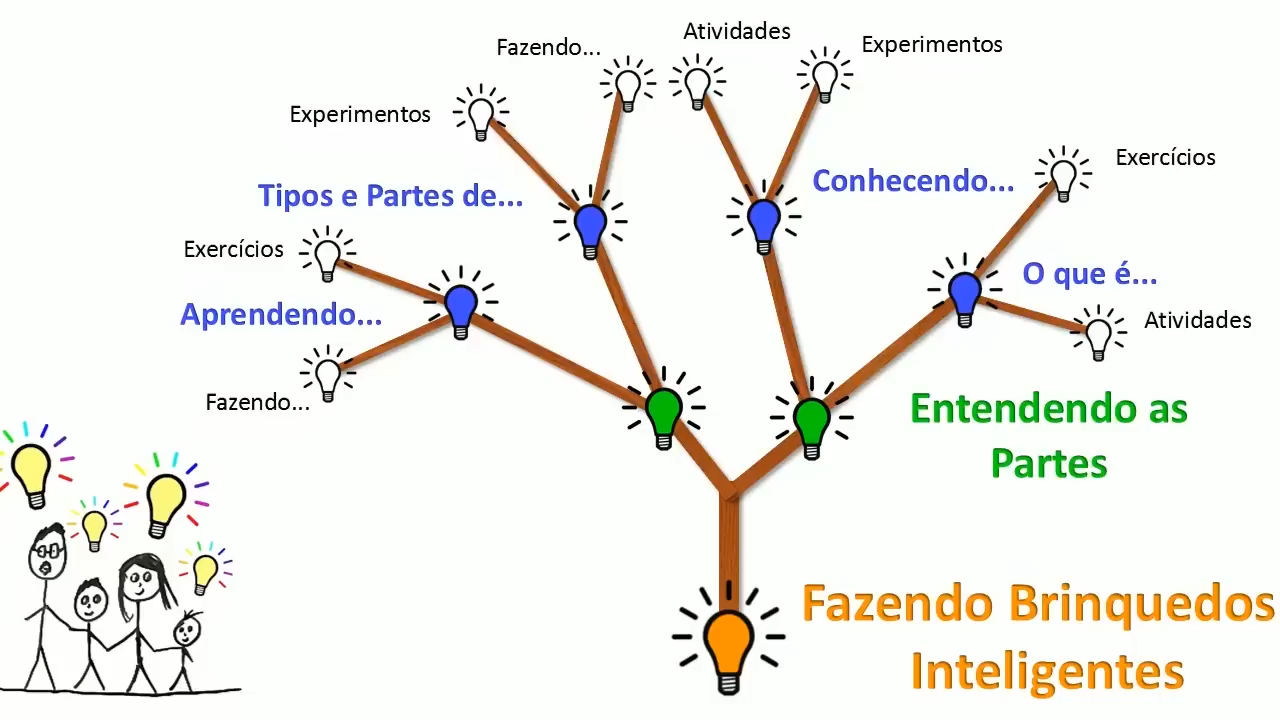 Atividades
Fazendo...
Experimentos
Experimentos
Exercícios
Conhecendo...
Tipos e Partes de...
Exercícios
O que é...
Aprendendo...
Atividades
Fazendo...
Entendendo as
Partes
Fazendo Brinquedos
Inteligentes